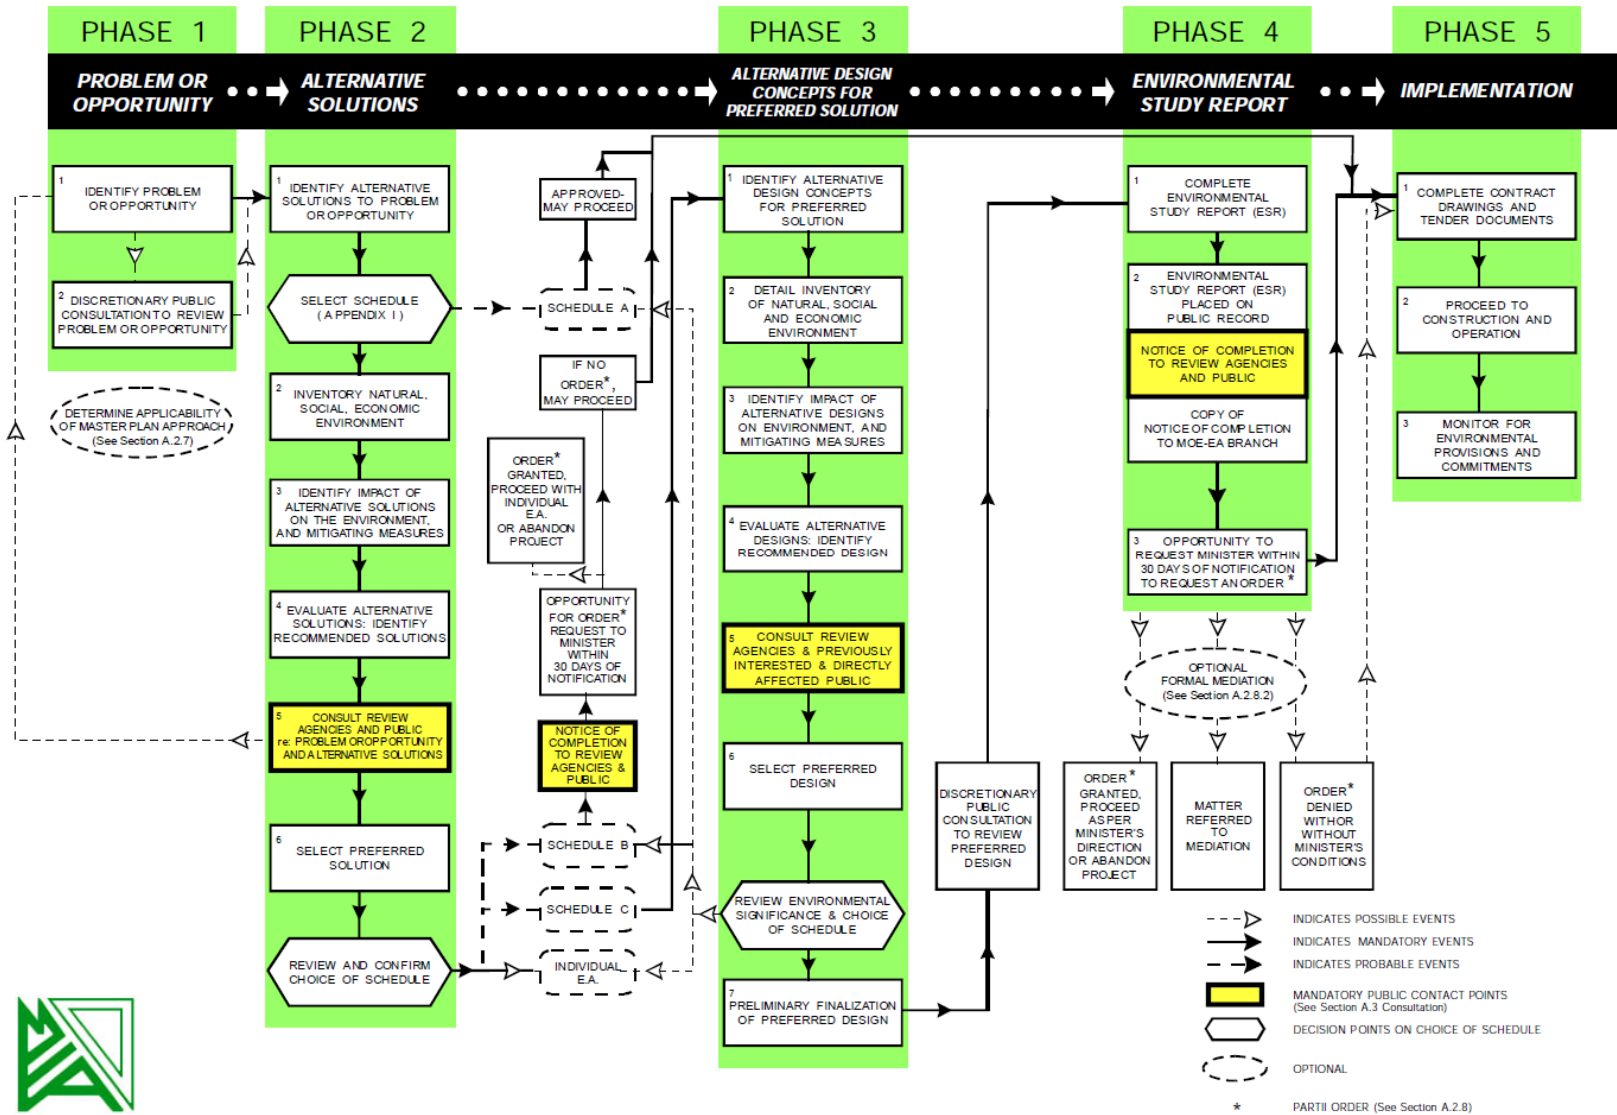 PHASE 1
PHASE 2
PHASE 3
PHASE 4
PHASE 5
PROBLEM OR
OPPORTUNITY
ALTERNATIVE
SOLUTIONS
ALTERNATIVE DESIGN
CONCEPTS FOR
PREFERRED SOLUTION
ENVIRONMENTAL
STUDY REPORT
IMPLEMENTATION
1
IDENTIFY PROBLEM
OR OPPORTUNITY
2
DISCRETIONARY PUBLIC
CONSULTATION TO REVIEW
PROBLEM OR OPPORTUNITY
DETERMINE APPLICABILITY
OF MASTER PLAN APPROACH
(See Section A.2.7)
1
IDENTIFY ALTERNATIVE
SOLUTIONS TO PROBLEM
OR OPPORTUNITY
SELECT SCHEDULE
(APPENDIX I)
2
INVENTORY NATURAL,
SOCIAL, ECONOMIC
ENVIRONMENT
3
IDENTIFY IMPACT OF
ALTERNATIVE SOLUTIONS
ON THE ENVIRONMENT,
AND MITIGATING MEASURES
4
EVALUATE ALTERNATIVE
SOLUTIONS: IDENTIFY
RECOMMENDED SOLUTIONS
5
CONSULT REVIEW
AGENCIES AND PUBLIC
re: PROBLEM OR OPPORTUNITY
AND ALTERNATIVE SOLUTIONS
6
SELECT PREFERRED
SOLUTION
REVIEW AND CONFIRM
CHOICE OF SCHEDULE
APPROVED-
MAY PROCEED
SCHEDULE A
IF NO
ORDER*,
MAY PROCEED
ORDER*
GRANTED,
PROCEED WITH
INDIVIDUAL
E.A.
OR ABANDON
PROJECT
OPPORTUNITY
FOR ORDER*
REQUEST TO
MINISTER
WITHIN
30 DAYS OF
NOTIFICATION
NOTICE OF
COMPLETION
TO REVIEW
AGENCIES &
PUBLIC
SCHEDULE B
SCHEDULE C
INDIVIDUAL
E.A.
1
IDENTIFY ALTERNATIVE
DESIGN CONCEPTS
FOR PREFERRED
SOLUTION
2
DETAIL INVENTORY
OF NATURAL, SOCIAL
AND ECONOMIC
ENVIRONMENT
3
IDENTIFY IMPACT OF
ALTERNATIVE DESIGNS
ON ENVIRONMENT, AND
MITIGATING MEASURES
4
EVALUATE ALTERNATIVE
DESIGNS: IDENTIFY
RECOMMENDED DESIGN
5
CONSULT REVIEW
AGENCIES & PREVIOUSLY
INTERESTED & DIRECTLY
AFFECTED PUBLIC
6
SELECT PREFERRED
DESIGN
REVIEW ENVIRONMENTAL
SIGNIFICANCE & CHOICE
OF SCHEDULE
7
PRELIMINARY FINALIZATION
OF PREFERRED DESIGN
DISCRETIONARY
PUBLIC
CONSULTATION
TO REVIEW
PREFERRED
DESIGN
1
COMPLETE
ENVIRONMENTAL
STUDY REPORT (ESR)
2
ENVIRONMENTAL
STUDY REPORT (ESR)
PLACED ON
PUBLIC RECORD
NOTICE OF COMPLETION
TO REVIEW AGENCIES
AND PUBLIC
COPY OF
NOTICE OF COMPLETION
TO MOE-EA BRANCH
3
OPPORTUNITY TO
REQUEST MINISTER WITHIN
30 DAYS OF NOTIFICATION
TO REQUEST AN ORDER *
OPTIONAL
FORMAL MEDIATION
(See Section A.2.8.2)
ORDER*
GRANTED,
PROCEED
AS PER
MINISTER'S
DIRECTION
OR ABANDON
PROJECT
MATTER
REFERRED
TO
MEDIATION
ORDER*
DENIED
WITH OR
WITHOUT
MINISTER'S
CONDITIONS
1
COMPLETE CONTRACT
DRAWINGS AND
TENDER DOCUMENTS
2
PROCEED TO
CONSTRUCTION AND
OPERATION
3
MONITOR FOR
ENVIRONMENTAL
PROVISIONS AND
COMMITMENTS
INDICATES POSSIBLE EVENTS
INDICATES MANDATORY EVENTS
INDICATES PROBABLE EVENTS
MANDATORY PUBLIC CONTACT POINTS
(See Section A.3 Consultation)
DECISION POINTS ON CHOICE OF SCHEDULE
OPTIONAL
* PART II ORDER (See Section A.2.8)
MEA